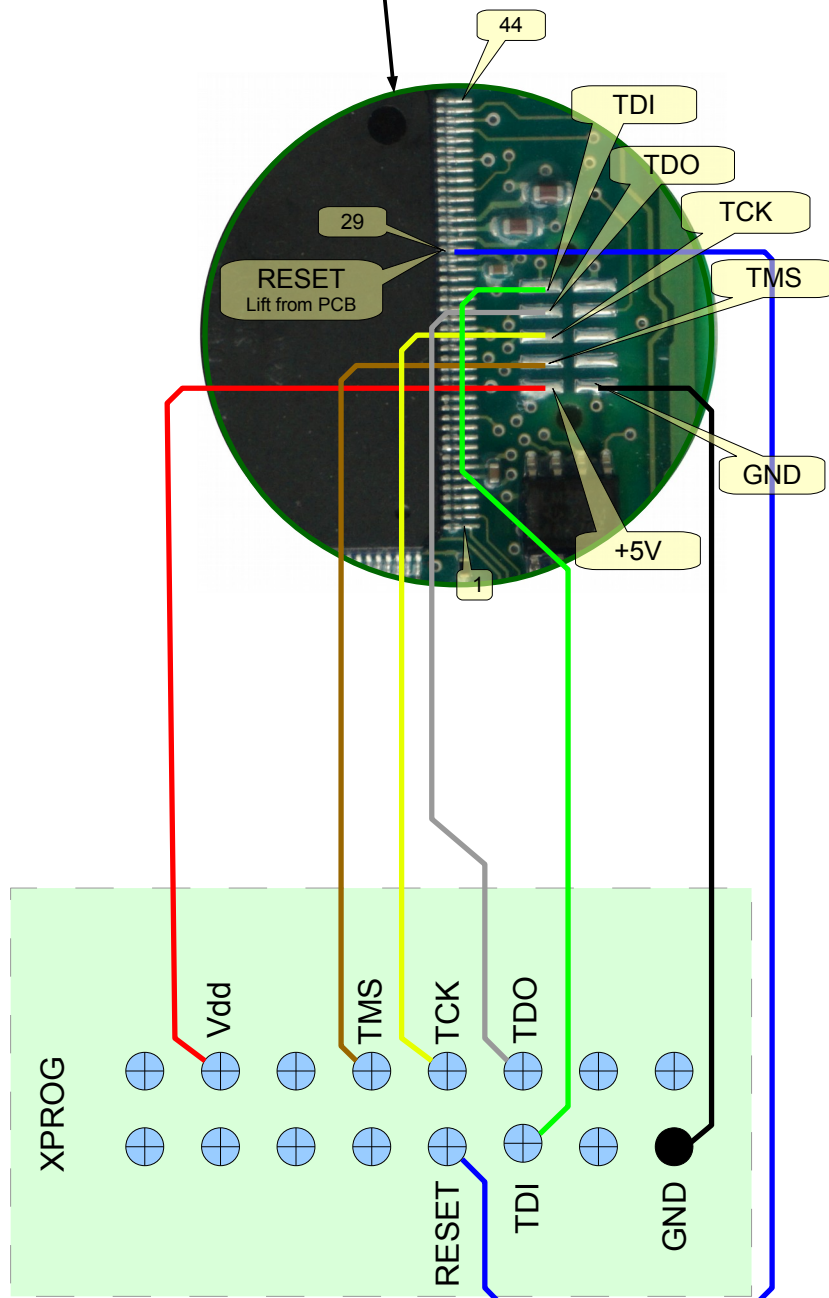 44
TDI
TDO
29
TCK
RESET
Lift from PCB
TMS
GND
+5V
1
XPROG
Vdd
TMS
TCK
TDO
RESET
TDI
GND